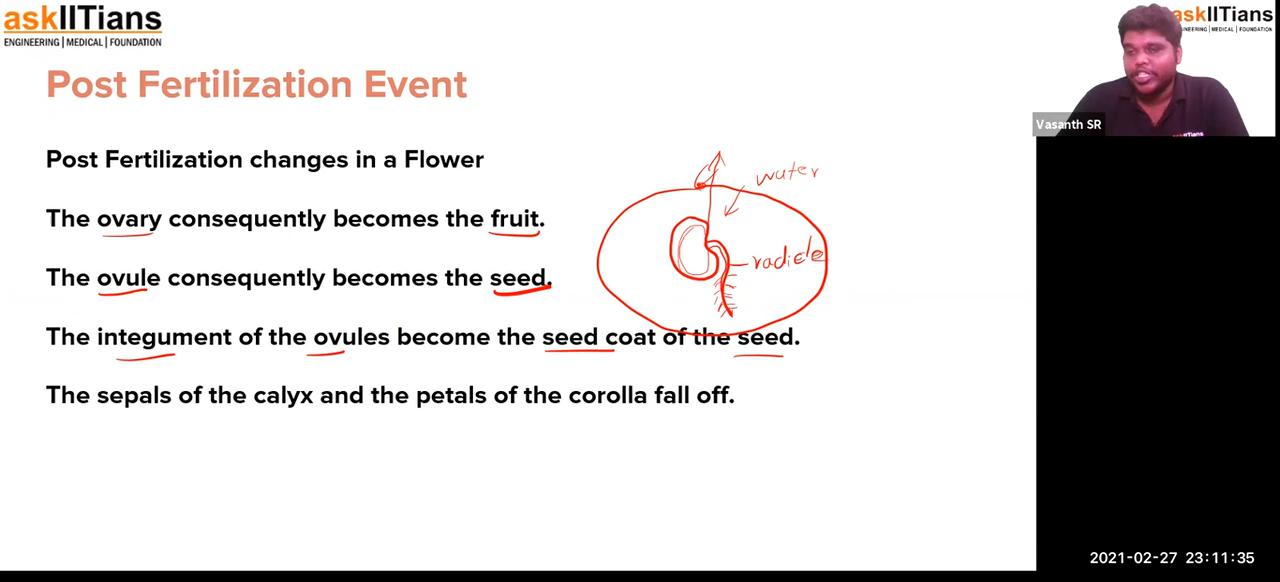 askIITians
ENGINEERING | MEDICAL | FOUNDATION
askIITians
ENGINEERING | MEDICAL | FOUNDATION
Vasanth SR
Post Fertilization Event
Post Fertilization changes in a Flower
water
The ovary consequently becomes the fruit.
radicle
The ovule consequently becomes the seed.
The integument of the ovules become the seed coat of the seed.
The sepals of the calyx and the petals of the corolla fall off.
2021-02-27 23:11:35